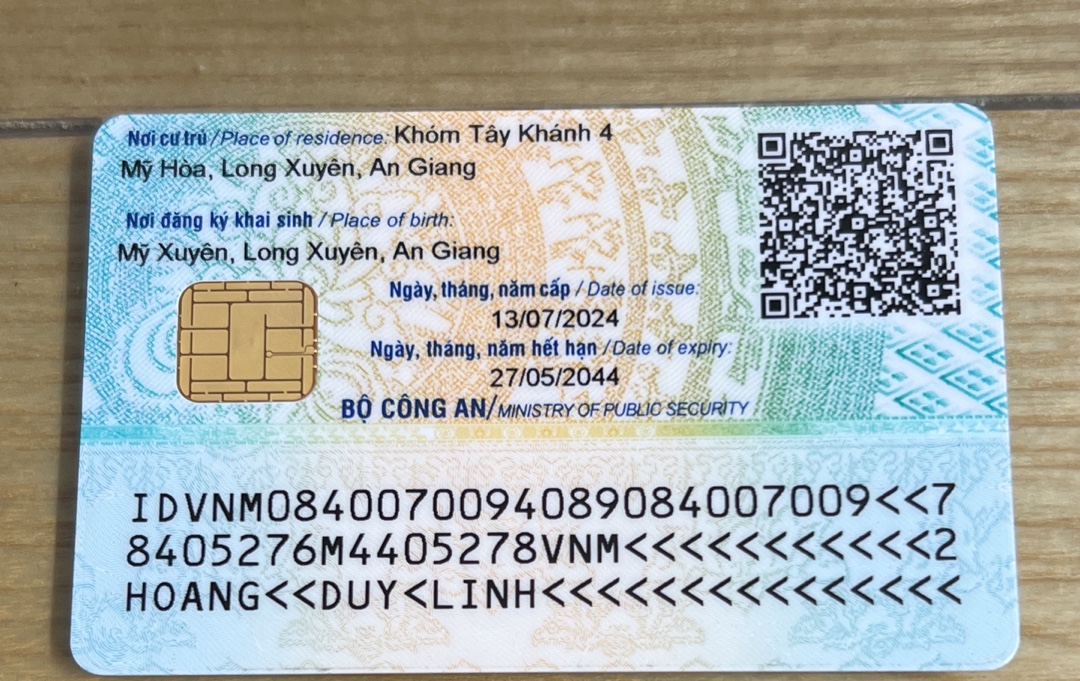 Nơi cư trú / Place of residence: Khóm Tây Khánh 4
Mỹ Hòa, Long Xuyên, An Giang
Nơi đăng ký khai sinh / Place of birth:
Mỹ Xuyên, Long Xuyên, An Giang
Ngày, tháng, năm cấp / Date of issue:
13/07/2024
Ngày, tháng, năm hết hạn / Date of expiry:
27/05/2044
BỘ CÔNG AN/MINISTRY OF PUBLIC SECURITY
IDVNM0840070094089084007009<<7
8405276M4405278VNM<<<<<<<<<<<2
HOANG<<DUY<LINH<<<<<<<<<<<<<<<